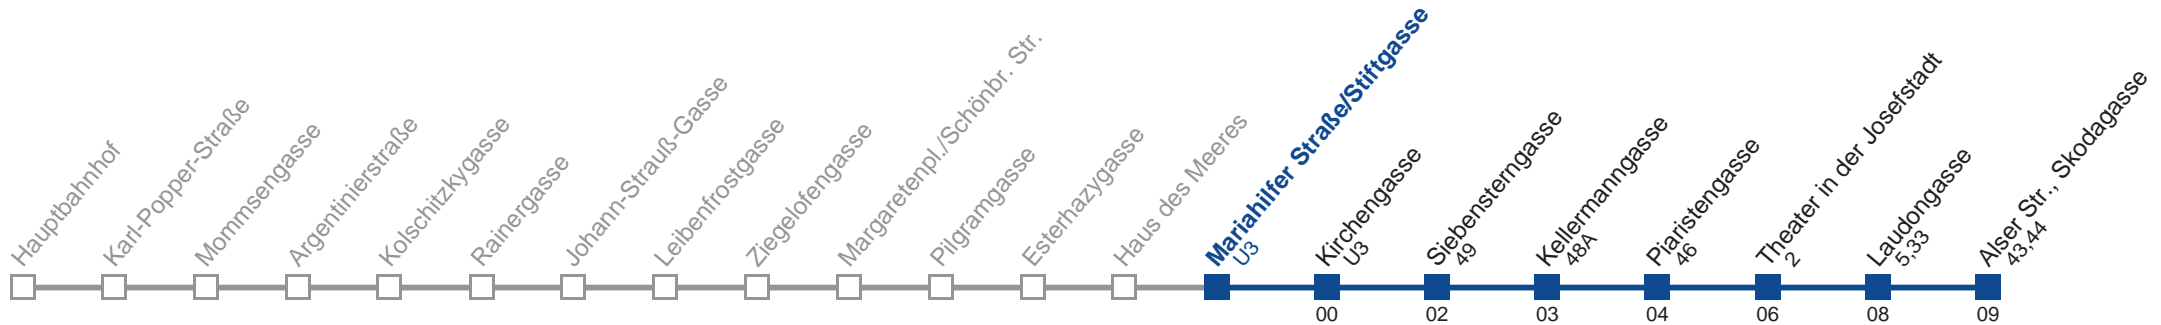 Hauptbahnhof
Karl-Popper-Straße
Mommsengasse
Argentinierstraße
Kolschitzkygasse
Rainergasse
Johann-Strauß-Gasse
Leibenfrostgasse
Ziegelofengasse
Margaretenpl./Schönbr. Str.
Pilgramgasse
Esterhazygasse
Haus des Meeres
Mariahilfer Straße/Stiftgasse
U3
Kirchengasse
U3
00
Siebensterngasse
49
02
Kellermanngasse
48A
03
Piaristengasse
46
04
Theater in der Josefstadt
2
06
Laudongasse
5,33
08
Alser Str., Skodagasse
43,44
09